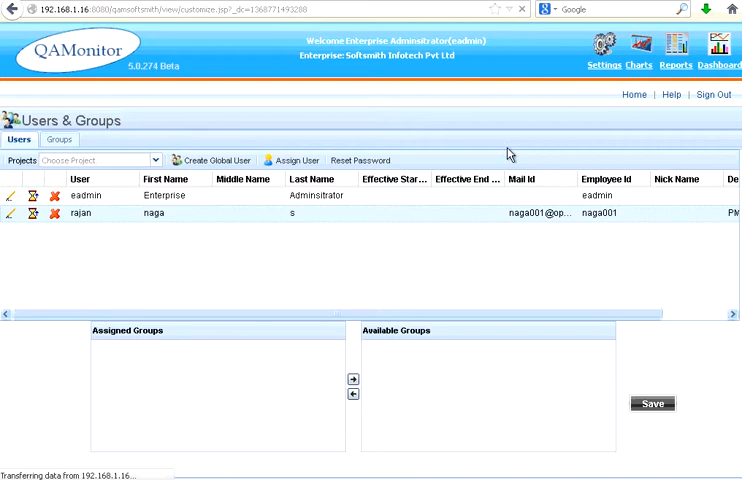 192.168.1.16:8080/qamsoftsmith/view/customize.jsp?_dc=1368771493288
Google
QAMonitor
5.0.274 Beta
Welcome Enterprise Adminsitrator(eadmin)
Enterprise: Softsmith Infotech Pvt Ltd
Settings Charts Reports Dashboard
Home | Help | Sign Out
Users & Groups
Users Groups
Projects Choose Project Create Global User Assign User Reset Password
User First Name Middle Name Last Name Effective Star... Effective End ... Mail Id Employee Id Nick Name De
eadmin Enterprise Adminsitrator eadmin
rajan naga s naga001@op... naga001 PM
Assigned Groups Available Groups
Save
Transferring data from 192.168.1.16...